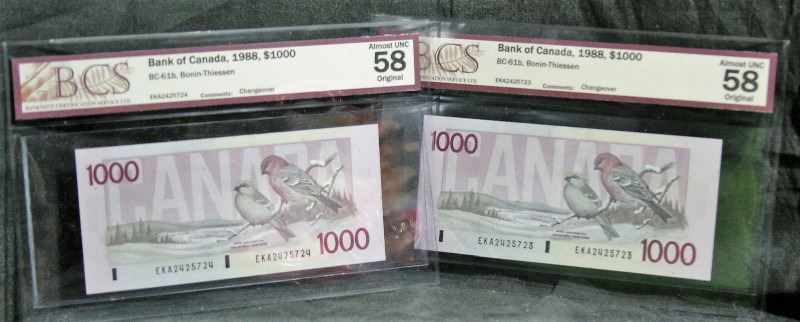 BCS
BANKNOTE CERTIFICATION SERVICE LTD.
Bank of Canada, 1988, $1000
BC-61b, Bonin-Thiessen
EKA2425724 Comments: Changeover
Almost UNC
58
Original
1000
CANADA
1000
EKA2425724 EKA2425724
BCS
Bank of Canada, 1988, $1000
BC-61b, Bonin-Thiessen
EKA2425723 Comments: Changeover
Almost UNC
58
Original
1000
CANADA
1000
EKA2425723 EKA2425723